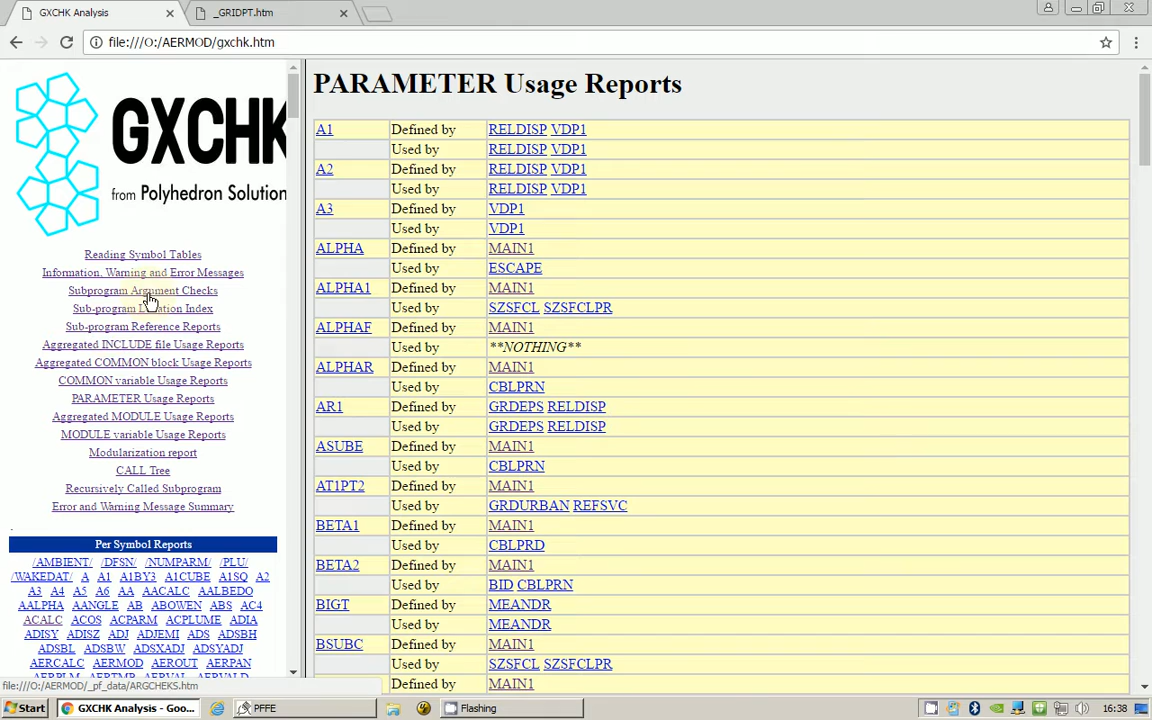 GXCHK Analysis
_GRIDPT.htm
file:///O:/AERMOD/gxchk.htm
GXCHK
from Polyhedron Solution
Reading Symbol Tables
Information, Warning and Error Messages
Subprogram Argument Checks
Sub-program Location Index
Sub-program Reference Reports
Aggregated INCLUDE file Usage Reports
Aggregated COMMON block Usage Reports
COMMON variable Usage Reports
PARAMETER Usage Reports
Aggregated MODULE Usage Reports
MODULE variable Usage Reports
Modularization report
CALL Tree
Recursively Called Subprogram
Error and Warning Message Summary
.
Per Symbol Reports
/AMBIENT/ /DFSN/ /NUMPARM/ /PLU/
/WAKEDAT/ A A1 A1BY3 A1CUBE A1SQ A2
A3 A4 A5 A6 AA AACALC AALBEDO
AALPHA AANGLE AB ABOWEN ABS AC4
ACALC ACOS ACPARM ACPLUME ADIA
ADISY ADISZ ADJ ADJEMI ADS ADSBH
ADSBL ADSBW ADSXADJ ADSYADJ
AERCALC AERMOD AEROUT AERPAN
AERPLM AERTMP AERVAL AERVALD
file:///O:/AERMOD/_pf_data/ARGCHEKS.htm
PARAMETER Usage Reports
A1 Defined by RELDISP VDP1
Used by RELDISP VDP1
A2 Defined by RELDISP VDP1
Used by RELDISP VDP1
A3 Defined by VDP1
Used by VDP1
ALPHA Defined by MAIN1
Used by ESCAPE
ALPHA1 Defined by MAIN1
Used by SZSFCL SZSFCLPR
ALPHAF Defined by MAIN1
Used by **NOTHING**
ALPHAR Defined by MAIN1
Used by CBLPRN
AR1 Defined by GRDEPS RELDISP
Used by GRDEPS RELDISP
ASUBE Defined by MAIN1
Used by CBLPRN
AT1PT2 Defined by MAIN1
Used by GRDURBAN REFSVC
BETA1 Defined by MAIN1
Used by CBLPRD
BETA2 Defined by MAIN1
Used by BID CBLPRN
BIGT Defined by MEANDR
Used by MEANDR
BSUBC Defined by MAIN1
Used by SZSFCL SZSFCLPR
Defined by MAIN1
Start
GXCHK Analysis - Goo...
PFFE
Flashing
16:38